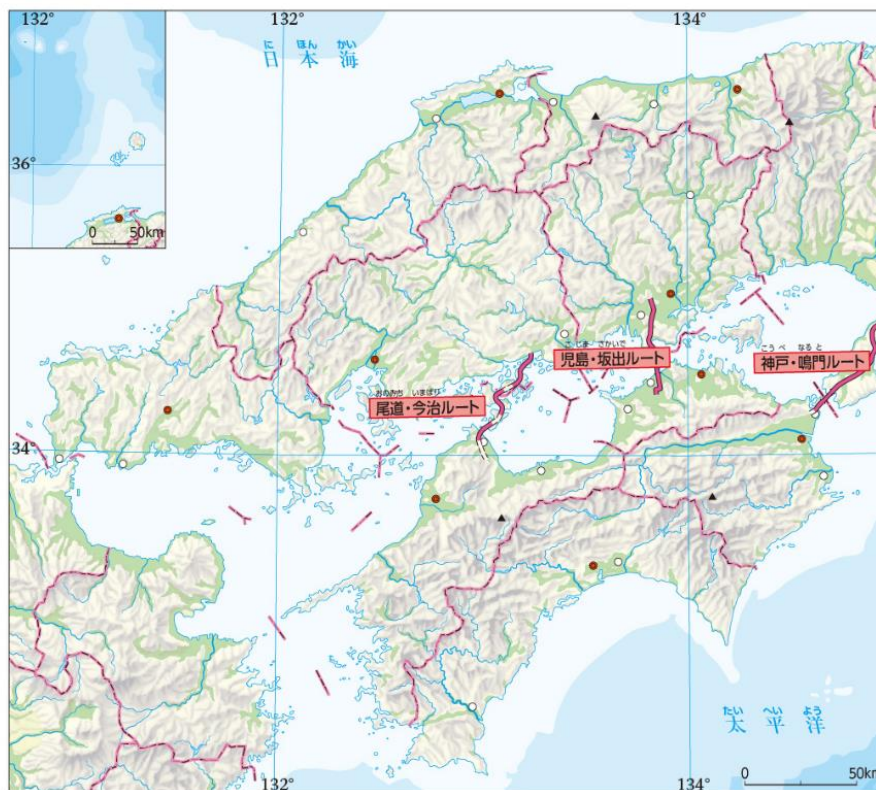 132°
132°
134°
にほんかい
日本海
36°
0 50km
こじま さかいで
児島・坂出ルート
こうべ なると
神戸・鳴門ルート
おのみち いまばり
尾道・今治ルート
34°
34°
たいへいよう
太平洋
132°
134°
0 50km